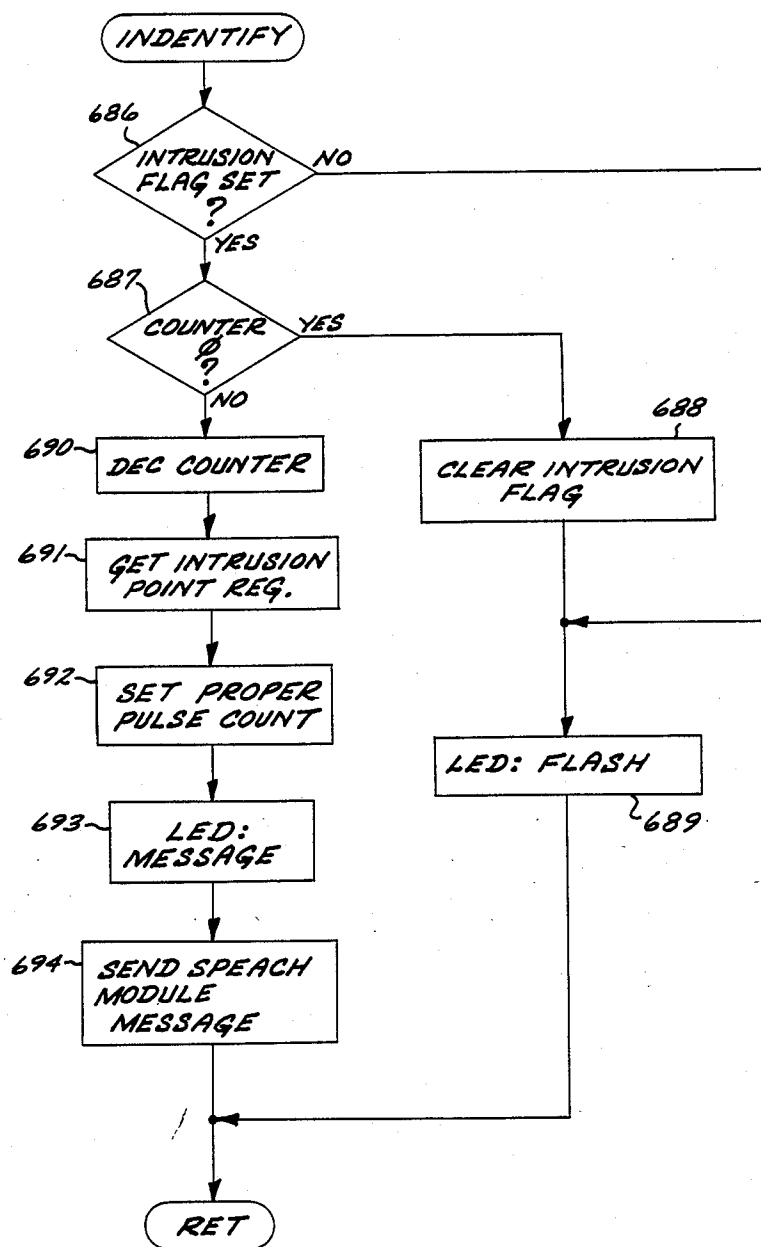 INDENTIFY
686
INTRUSION
FLAG SET
?
NO
YES
687
COUNTER
Ø
?
YES
NO
690
DEC COUNTER
688
CLEAR INTRUSION
FLAG
691
GET INTRUSION
POINT REG.
692
SET PROPER
PULSE COUNT
LED: FLASH
689
693
LED:
MESSAGE
694
SEND SPEACH
MODULE
MESSAGE
RET